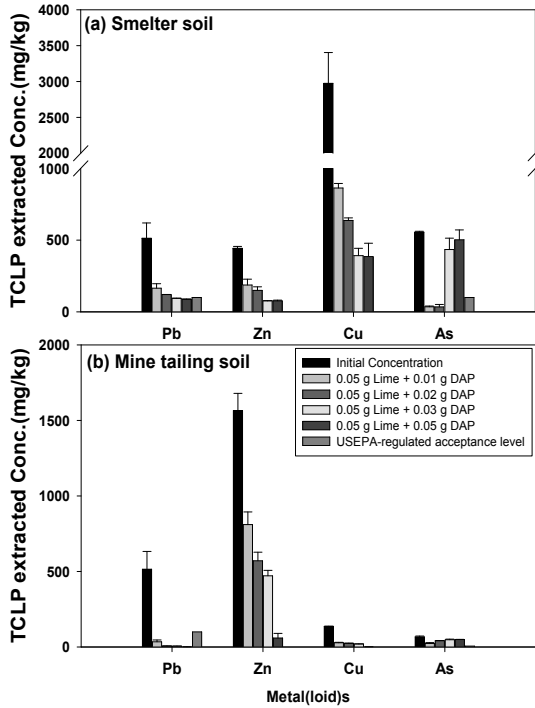 4000
(a) Smelter soil
3000
2000
1000
500
0
TCLP extracted Conc.(mg/kg)
Pb Zn Cu As
2000
(b) Mine tailing soil
1500
1000
500
0
TCLP extracted Conc.(mg/kg)
Initial Concentration
0.05 g Lime + 0.01 g DAP
0.05 g Lime + 0.02 g DAP
0.05 g Lime + 0.03 g DAP
0.05 g Lime + 0.05 g DAP
USEPA-regulated acceptance level
Pb Zn Cu As
Metal(loid)s